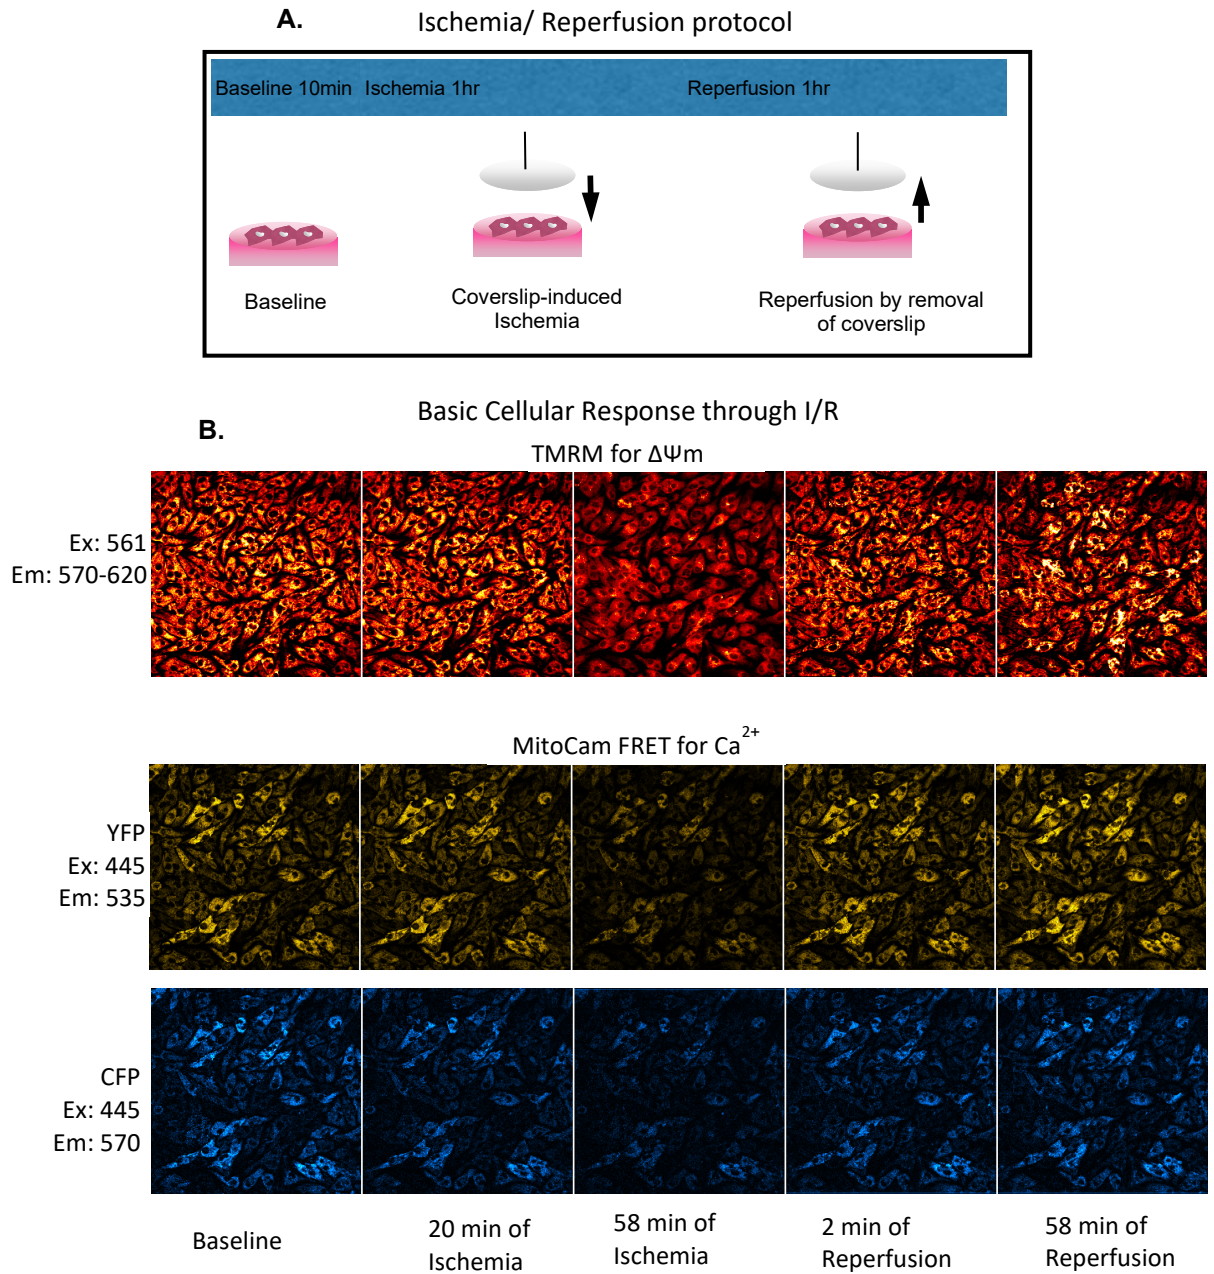 A.
Ischemia/ Reperfusion protocol
Baseline 10min Ischemia 1hr Reperfusion 1hr
Baseline
Coverslip-induced
Ischemia
Reperfusion by removal
of coverslip
Basic Cellular Response through I/R
B.
TMRM for ΔΨm
Ex: 561
Em: 570-620
MitoCam FRET for Ca²⁺
YFP
Ex: 445
Em: 535
CFP
Ex: 445
Em: 570
Baseline
20 min of
Ischemia
58 min of
Ischemia
2 min of
Reperfusion
58 min of
Reperfusion